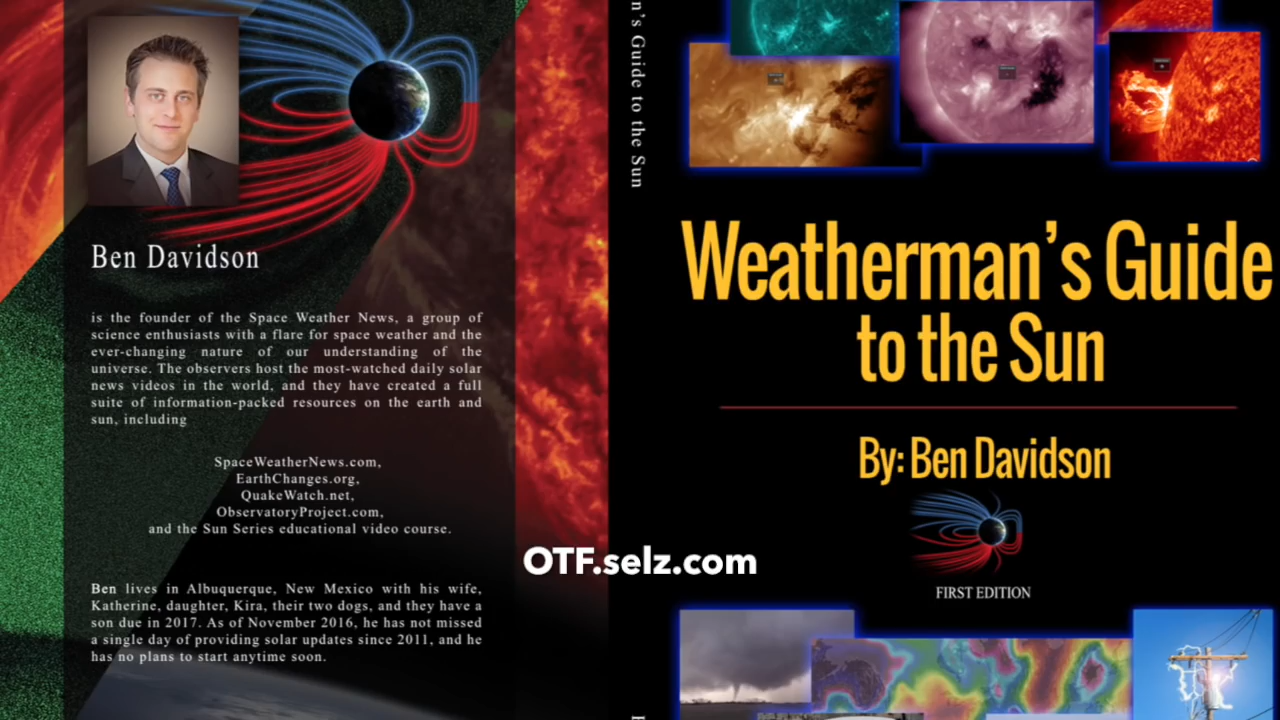 Ben Davidson
is the founder of the Space Weather News, a group of
science enthusiasts with a flare for space weather and the
ever-changing nature of our understanding of the
universe. The observers host the most-watched daily solar
news videos in the world, and they have created a full
suite of information-packed resources on the earth and
sun, including
SpaceWeatherNews.com,
EarthChanges.org,
QuakeWatch.net,
ObservatoryProject.com,
and the Sun Series educational video course.
Ben lives in Albuquerque, New Mexico with his wife,
Katherine, daughter, Kira, their two dogs, and they have a
son due in 2017. As of November 2016, he has not missed
a single day of providing solar updates since 2011, and he
has no plans to start anytime soon.
n's Guide to the Sun
OTF.selz.com
Weatherman's Guide
to the Sun
By: Ben Davidson
FIRST EDITION